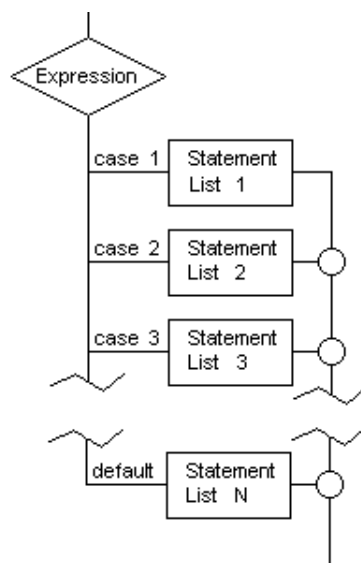 Expression
case 1
Statement
List 1
case 2
Statement
List 2
case 3
Statement
List 3
default
Statement
List N